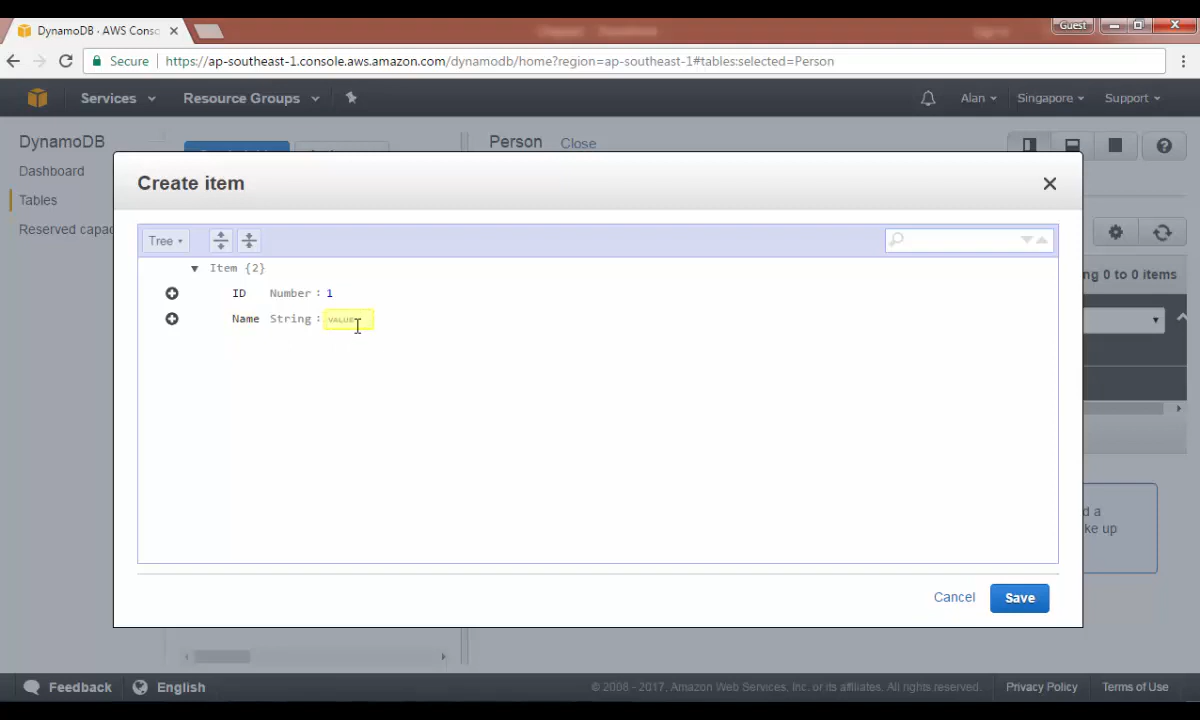 DynamoDB · AWS Conso
Guest
Secure
https://ap-southeast-1.console.aws.amazon.com/dynamodb/home?region=ap-southeast-1#tables:selected=Person
Services
Resource Groups
Alan
Singapore
Support
DynamoDB
Person
Close
Dashboard
Tables
Reserved capac
Create item
Tree
Item {2}
ID Number : 1
Name String : VALUE
ng 0 to 0 items
d a
ke up
Cancel
Save
Feedback
English
© 2008 - 2017, Amazon Web Services, Inc. or its affiliates. All rights reserved.
Privacy Policy
Terms of Use